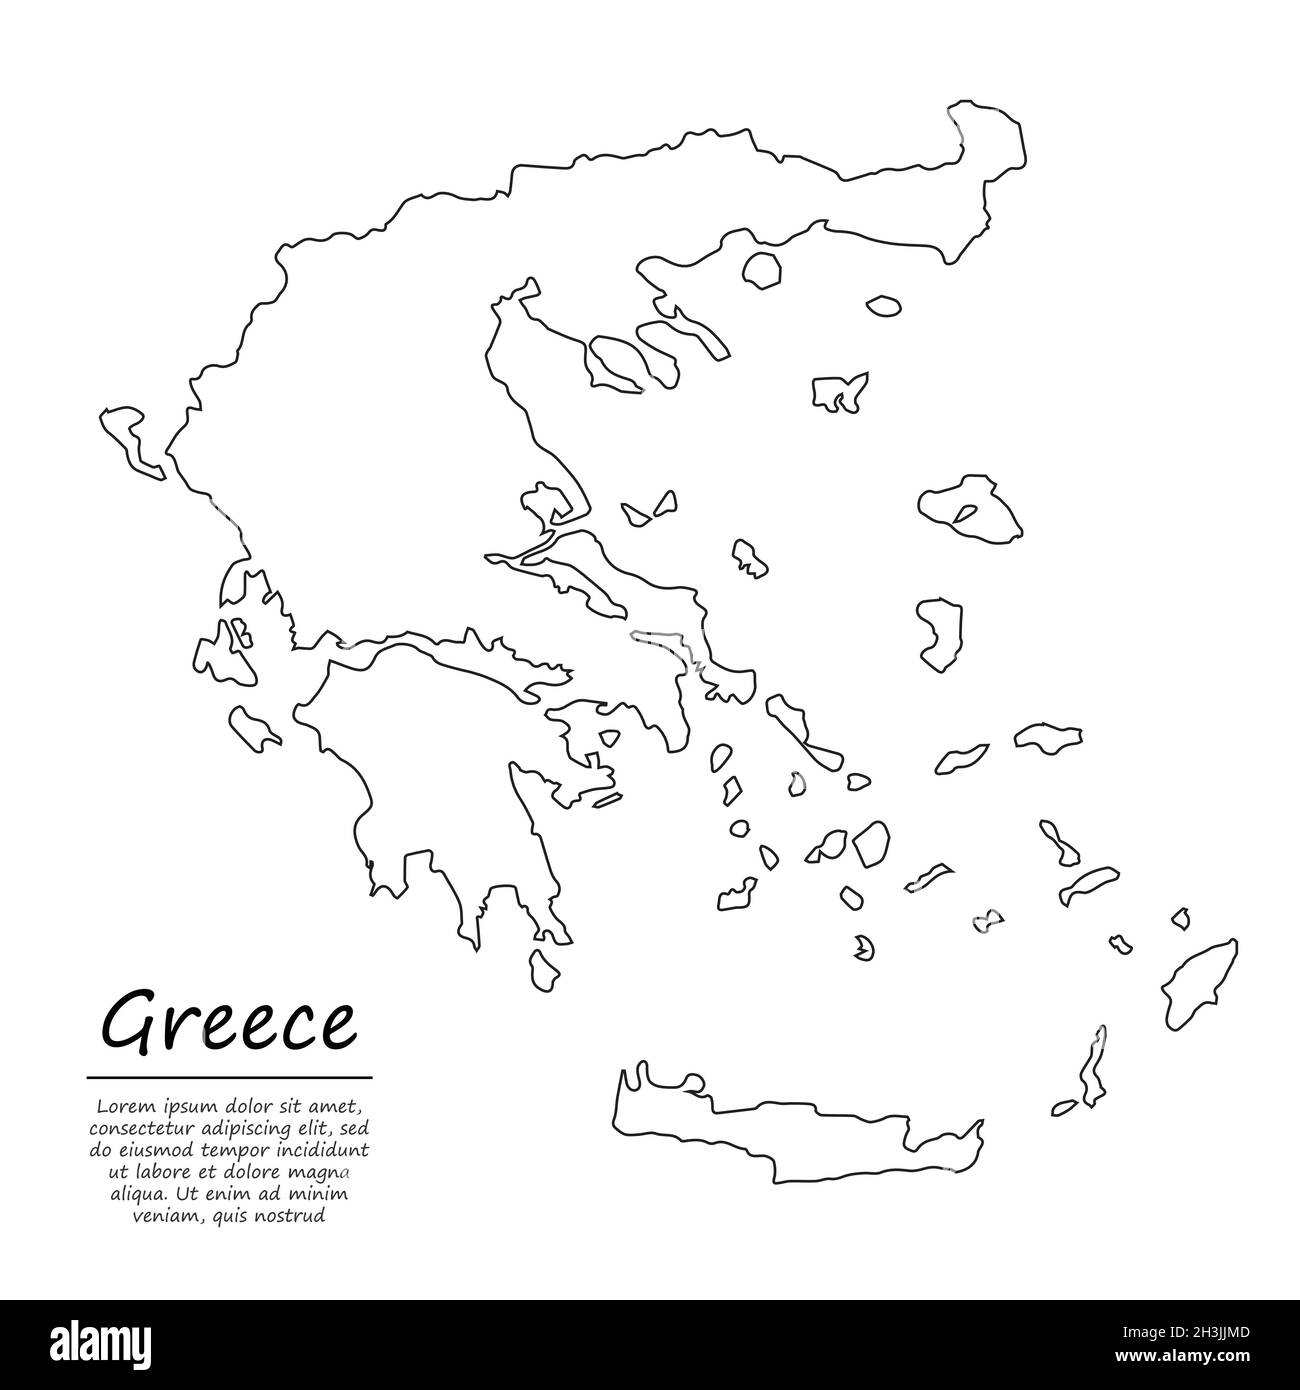 Greece
Lorem ipsum dolor sit amet,
consectetur adipiscing elit, sed
do eiusmod tempor incididunt
ut labore et dolore magna
aliqua. Ut enim ad minim
veniam, quis nostrud
alamy
Image ID: 2H3JJMD
www.alamy.com